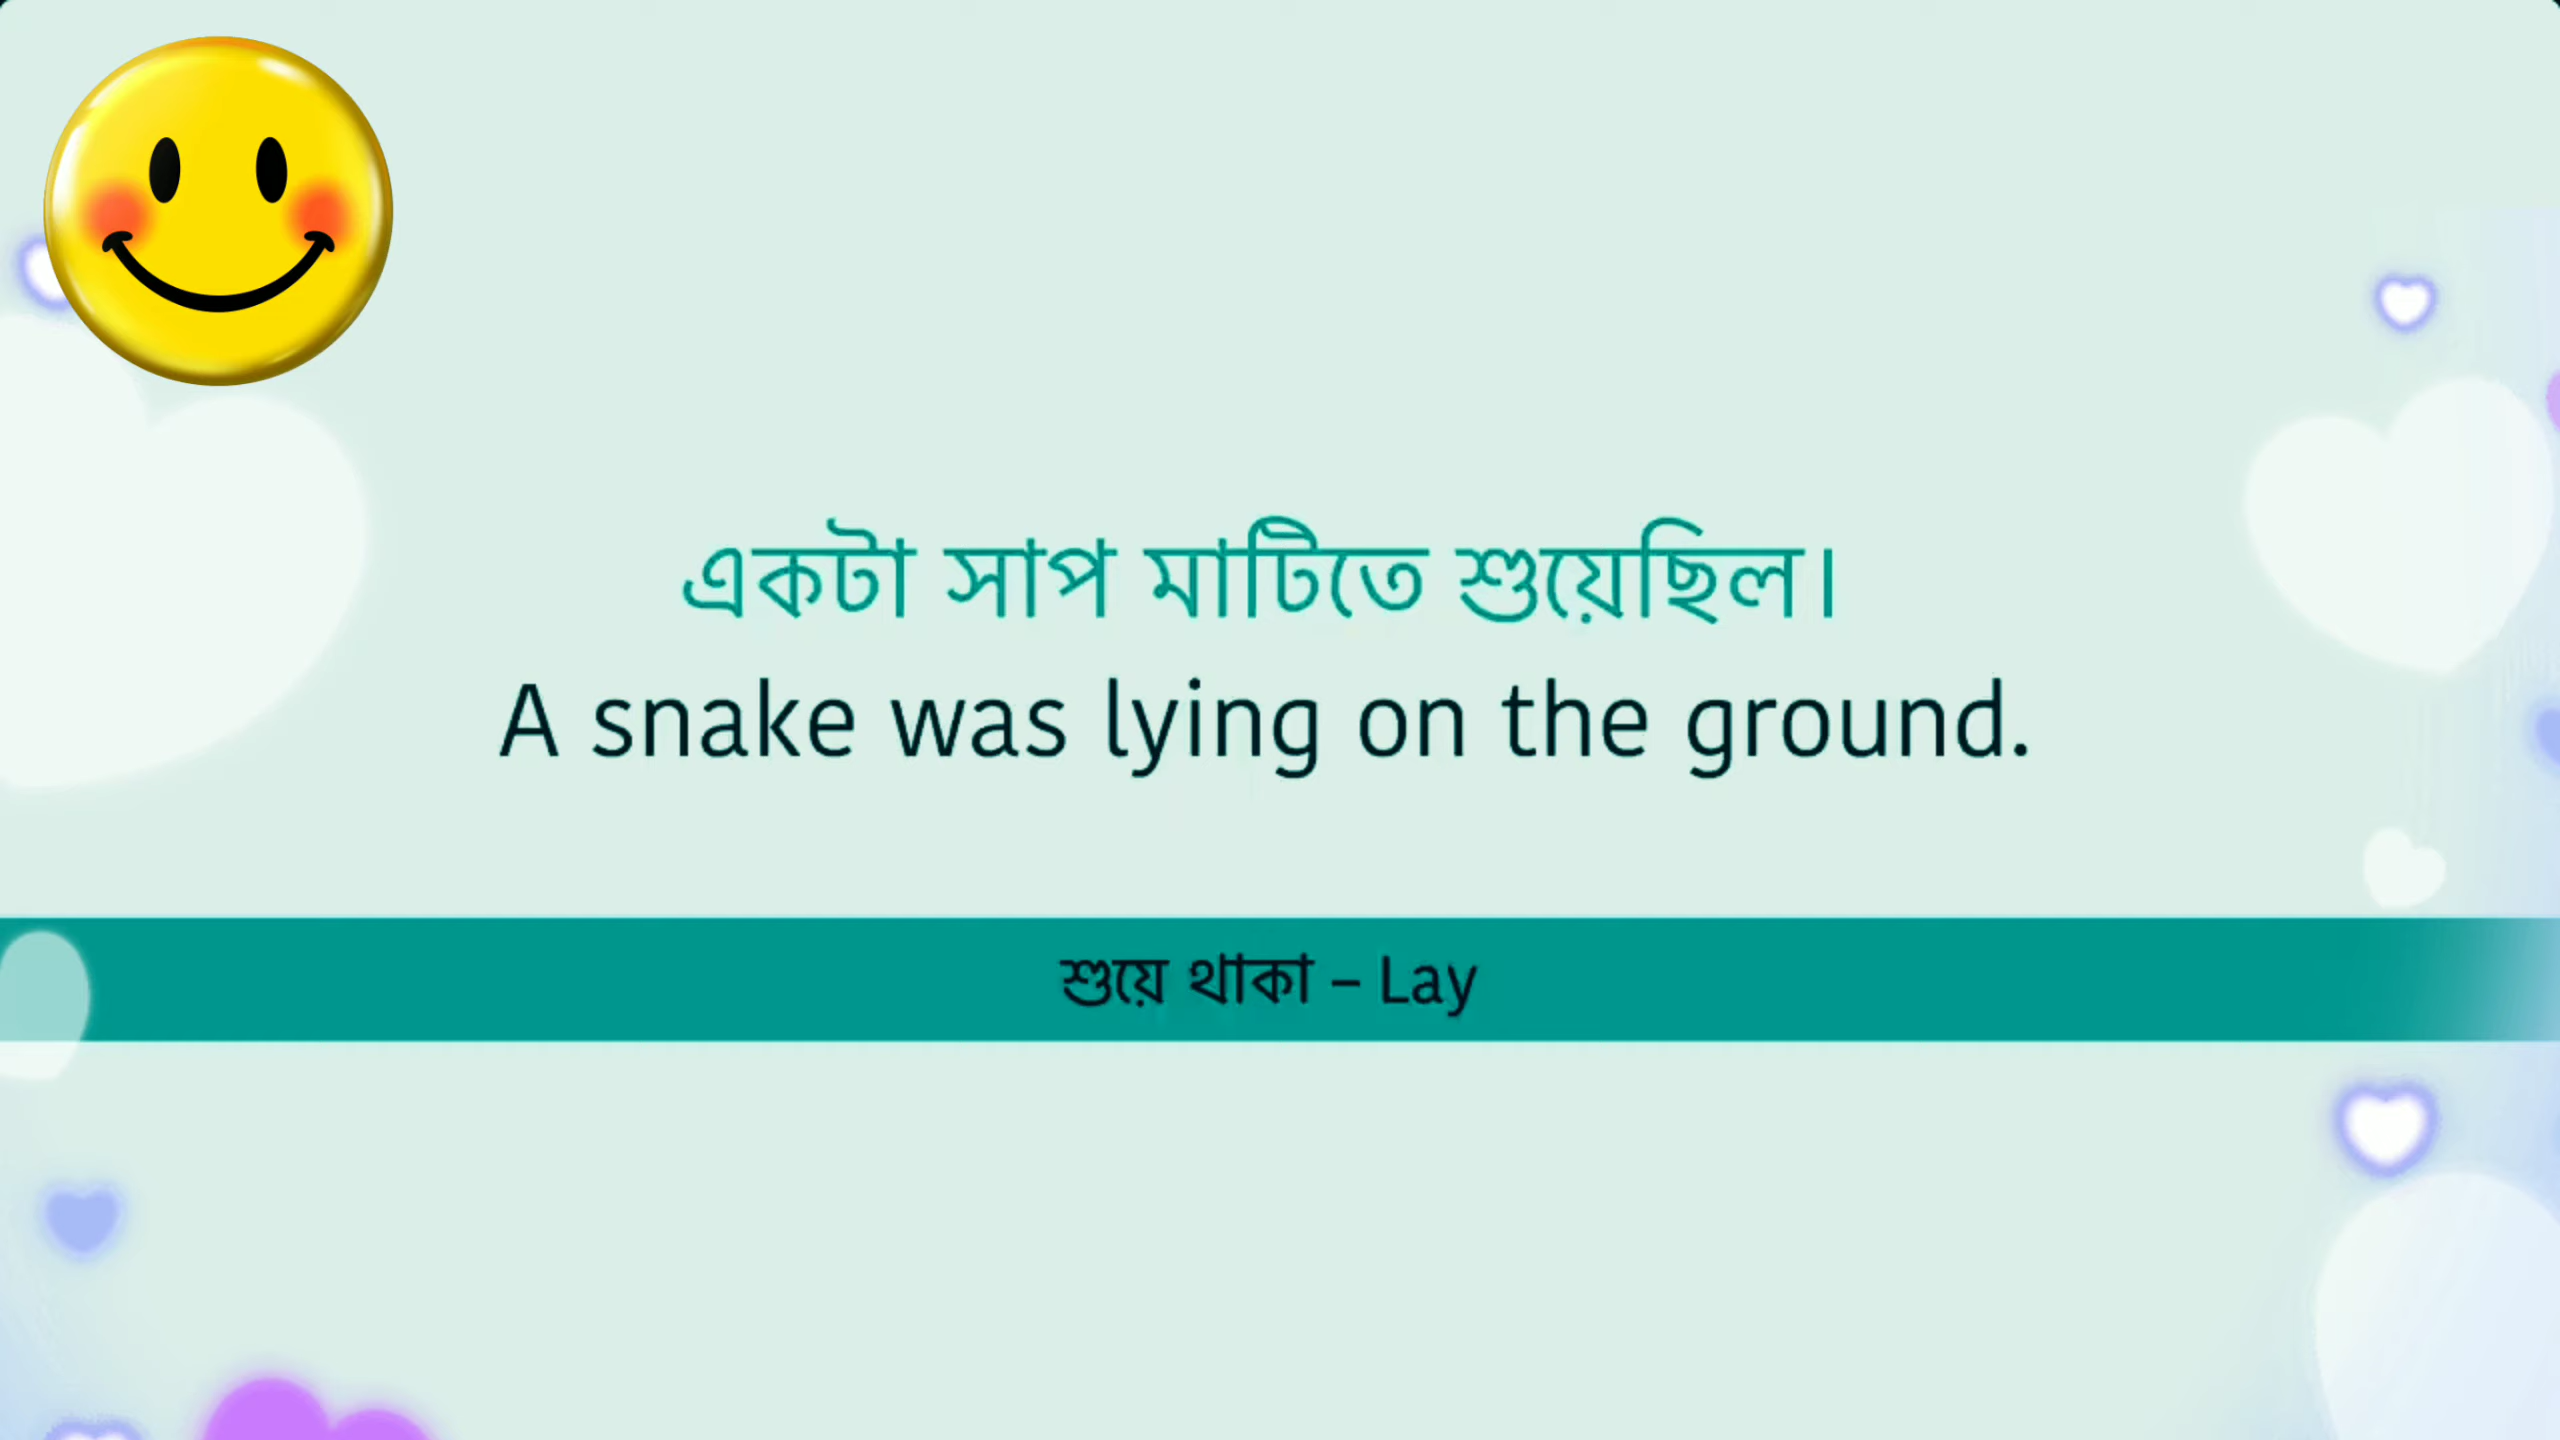 একটা সাপ মাটিতে শুয়েছিল।
A snake was lying on the ground.
শুয়ে থাকা – Lay